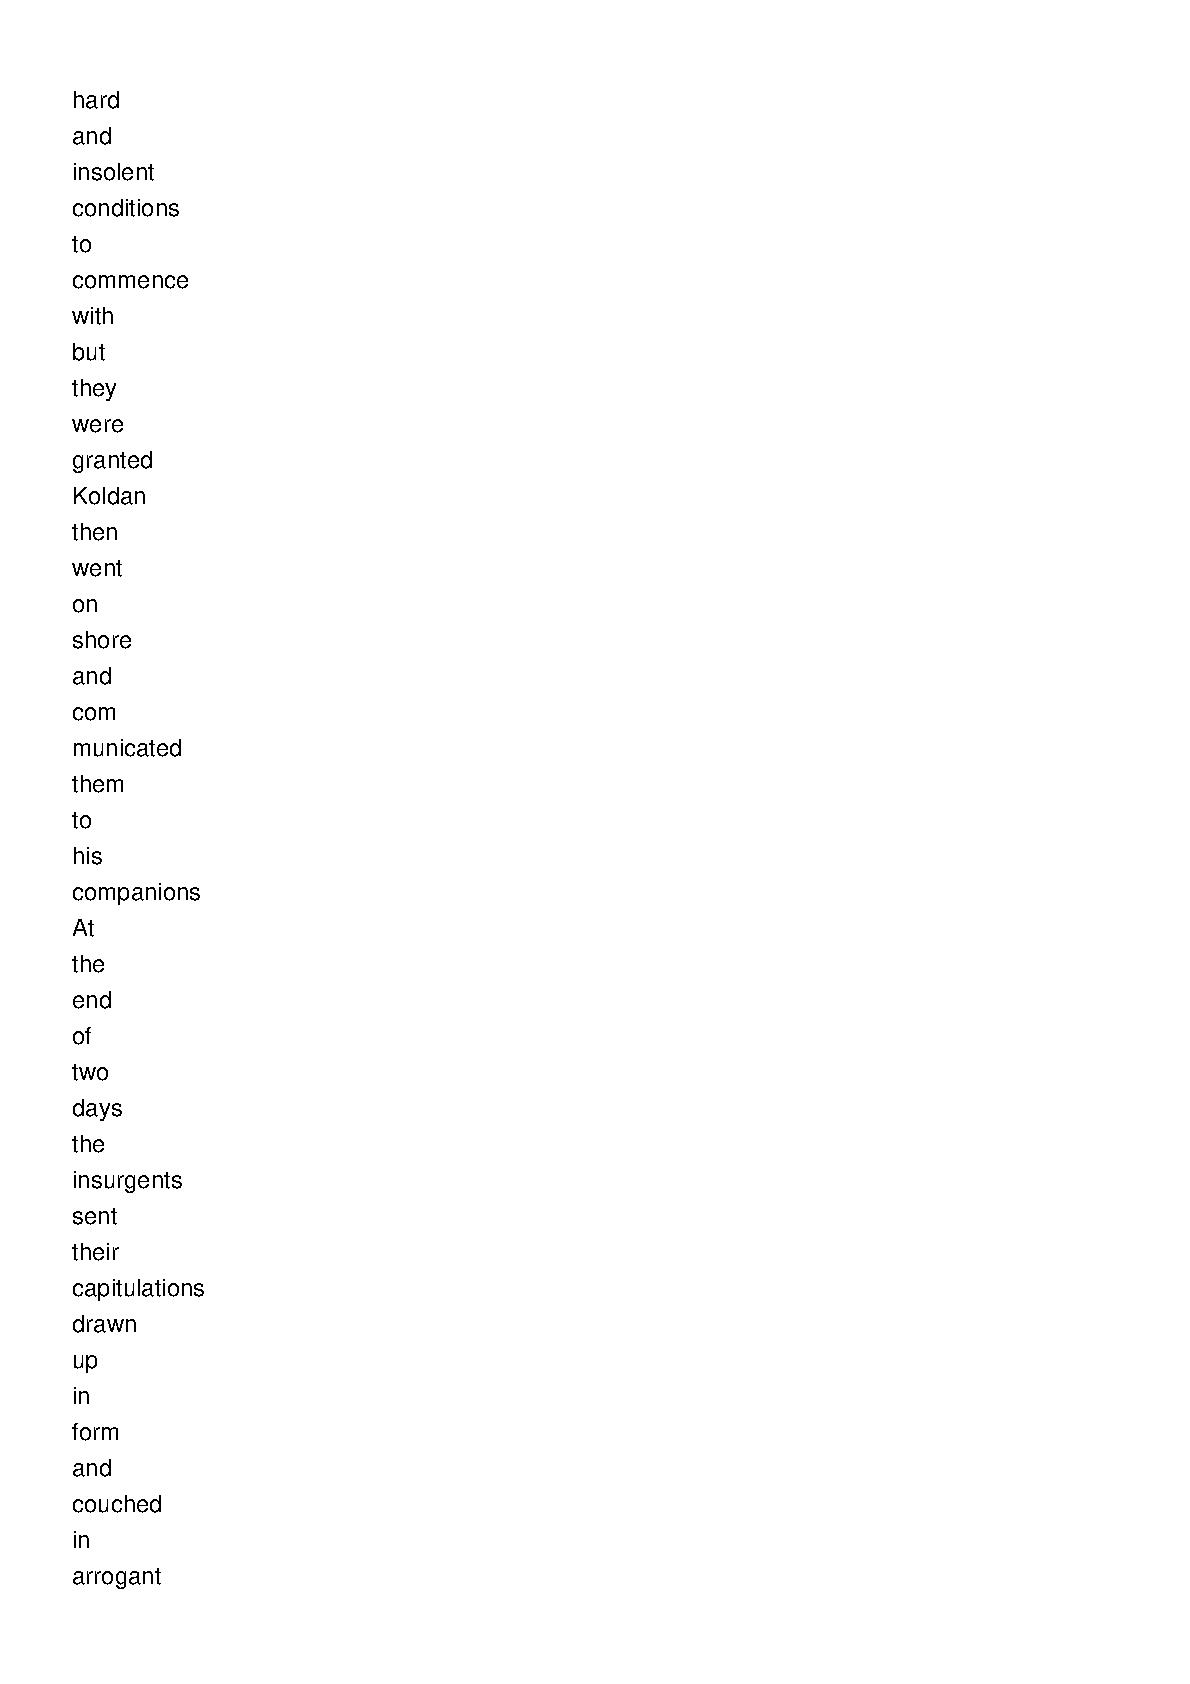 hard
and
insolent
conditions
to
commence
with
but
they
were
granted
Koldan
then
went
on
shore
and
com
municated
them
to
his
companions
At
the
end
of
two
days
the
insurgents
sent
their
capitulations
drawn
up
in
form
and
couched
in
arrogant